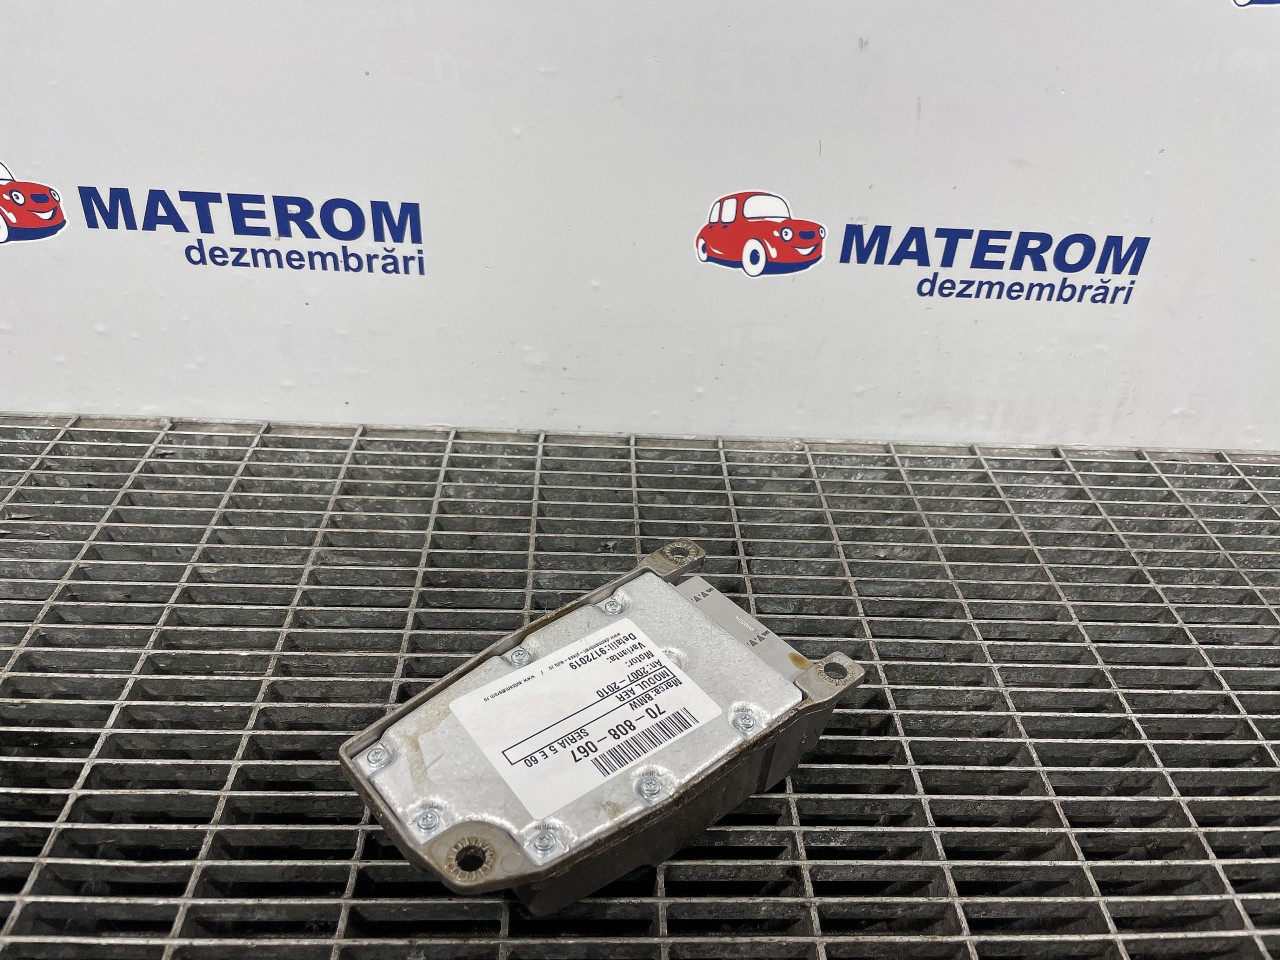 MATEROM
dezmembrări
MATEROM
dezmembrări
70 - 808 - 067
Marca: BMW
SERIA 5 E 60
MODUL AER
An: 2007 - 2010
Motor:
Varianta:
Detalii: 9172019